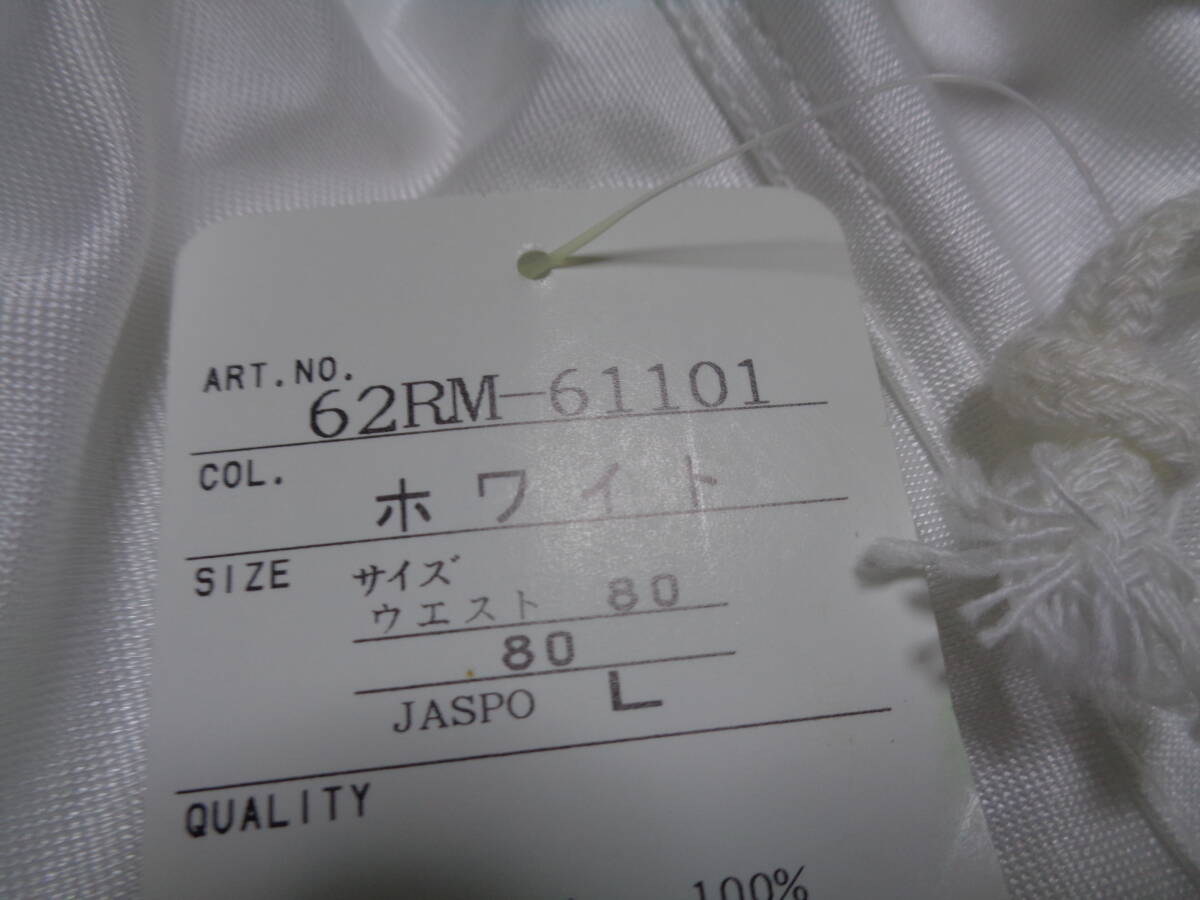 ART.NO.
62RM-61101
COL.
ホワイト
SIZE サイズ
ウエスト 80
80
JASPO L
QUALITY
100%